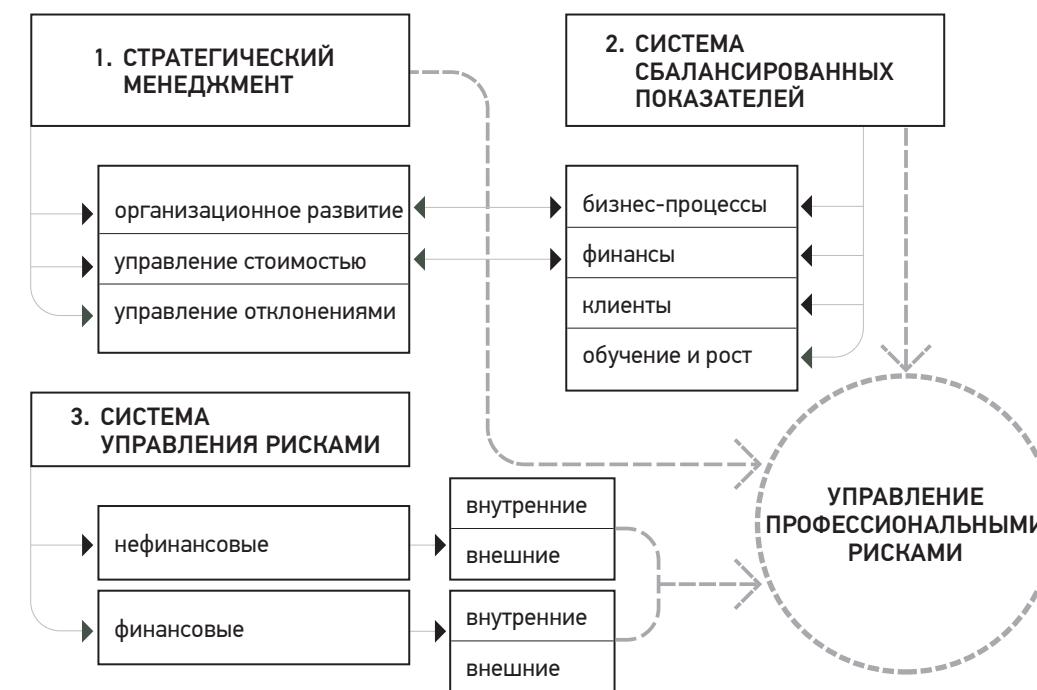 1. СТРАТЕГИЧЕСКИЙ
МЕНЕДЖМЕНТ
2. СИСТЕМА
СБАЛАНСИРОВАННЫХ
ПОКАЗАТЕЛЕЙ
организационное развитие
управление стоимостью
управление отклонениями
бизнес-процессы
финансы
клиенты
обучение и рост
3. СИСТЕМА
УПРАВЛЕНИЯ РИСКАМИ
нефинансовые
внутренние
внешние
финансовые
внутренние
внешние
УПРАВЛЕНИЕ
ПРОФЕССИОНАЛЬНЫМИ
РИСКАМИ